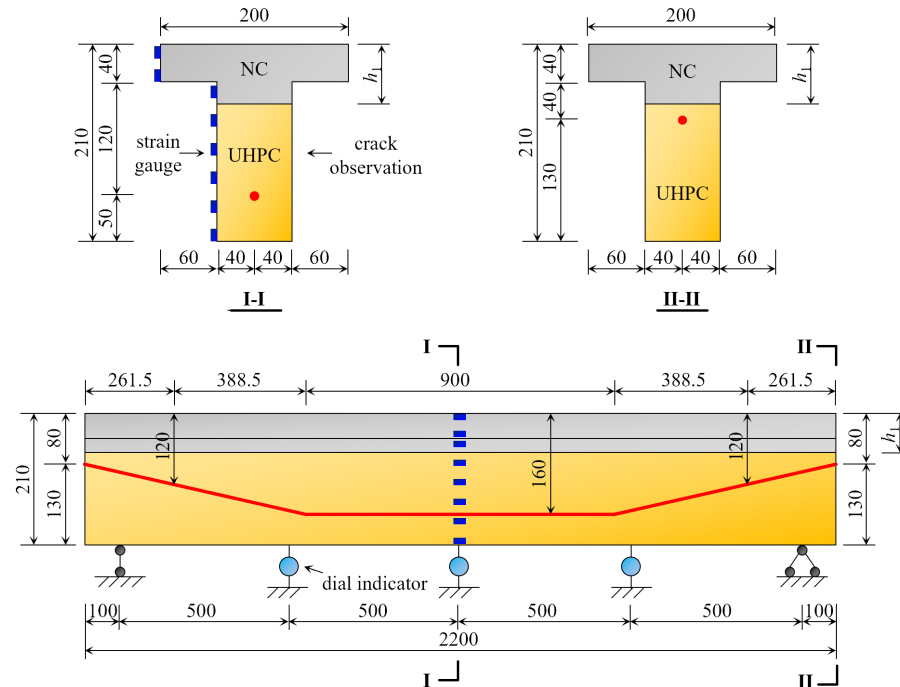 200
40
120
50
210
NC
h1
strain
gauge
UHPC
crack
observation
60
40
40
60
I-I
200
40
40
130
210
NC
h1
UHPC
60
40
40
60
II-II
I
II
261.5
388.5
900
388.5
261.5
210
80
130
120
160
120
80
130
h1
dial indicator
100
500
500
500
500
100
2200
I
II